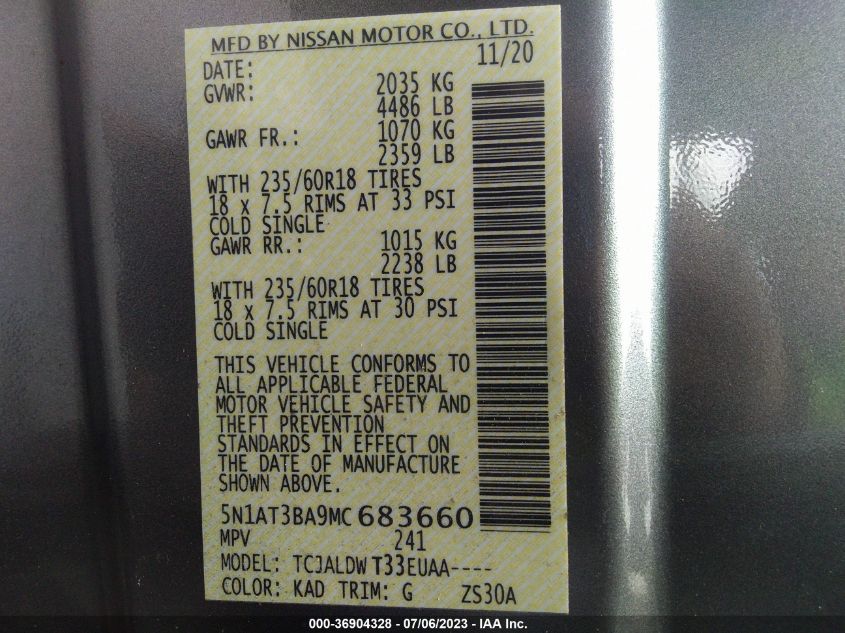 MFD BY NISSAN MOTOR CO., LTD.
DATE: 11/20
GVWR: 2035 KG
4486 LB
GAWR FR.: 1070 KG
2359 LB
WITH 235/60R18 TIRES
18 x 7.5 RIMS AT 33 PSI
COLD SINGLE
GAWR RR.: 1015 KG
2238 LB
WITH 235/60R18 TIRES
18 x 7.5 RIMS AT 30 PSI
COLD SINGLE
THIS VEHICLE CONFORMS TO
ALL APPLICABLE FEDERAL
MOTOR VEHICLE SAFETY AND
THEFT PREVENTION
STANDARDS IN EFFECT ON
THE DATE OF MANUFACTURE
SHOWN ABOVE.
5N1AT3BA9MC 683660
MPV 241
MODEL: TCJALDW T33EUAA----
COLOR: KAD TRIM: G ZS30A
000-36904328 - 07/06/2023 - IAA Inc.